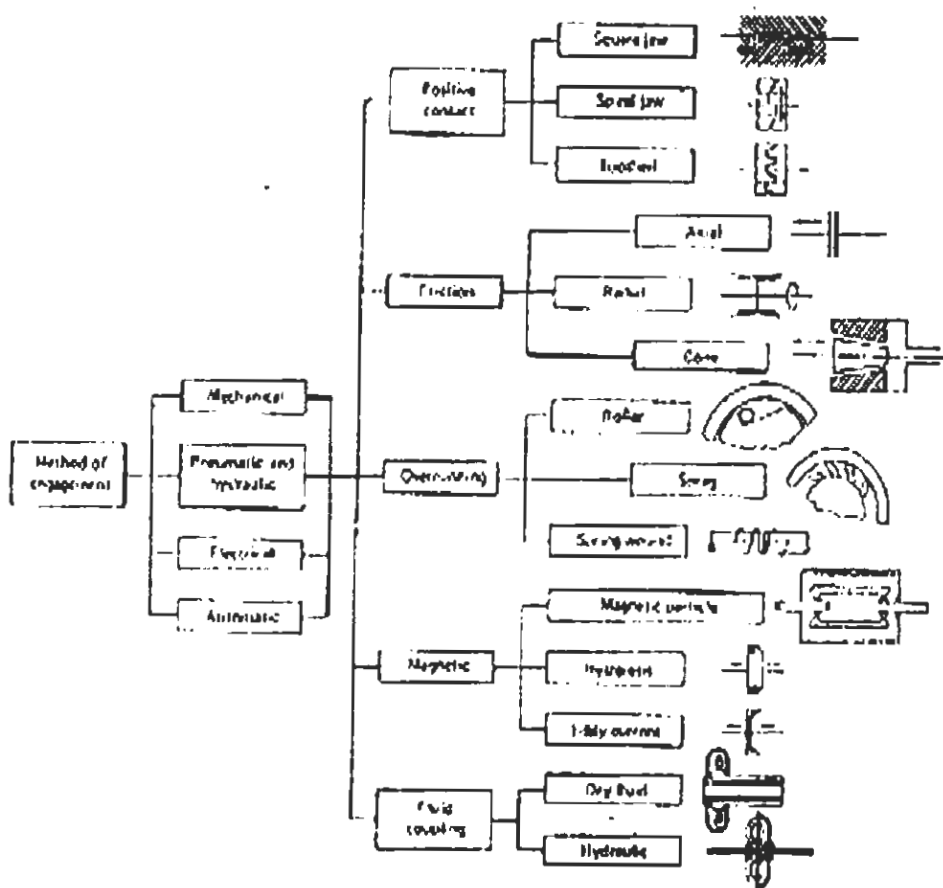 Square jaw
Positive
contact
Spiral jaw
Toothed
Axial
Friction
Radial
Cone
Mechanical
Roller
Method of
engagement
Pneumatic and
hydraulic
Overrunning
Sprag
Electrical
Spring wound
Automatic
Magnetic particle
Magnetic
Hysteresis
Eddy current
Dry fluid
Fluid
coupling
Hydraulic